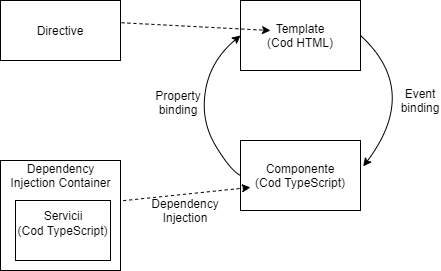 Directive
Template
(Cod HTML)
Property
binding
Event
binding
Dependency
Injection Container
Servicii
(Cod TypeScript)
Dependency
Injection
Componente
(Cod TypeScript)